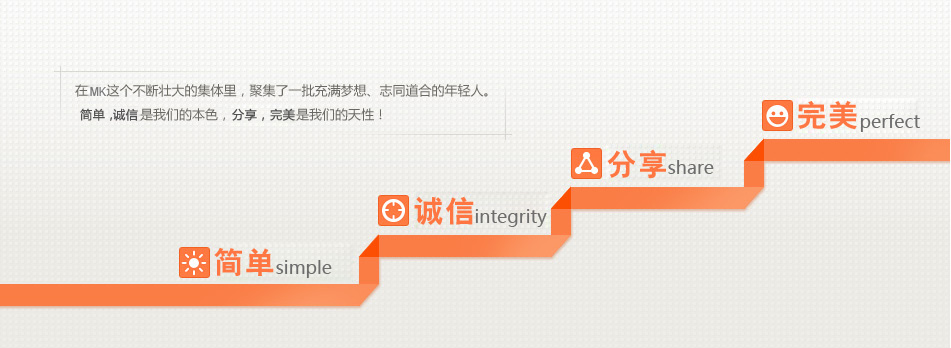 在MK这个不断壮大的集体里，聚集了一批充满梦想、志同道合的年轻人。
简单,诚信是我们的本色，分享，完美是我们的天性！
完美perfect
分享share
诚信integrity
简单simple